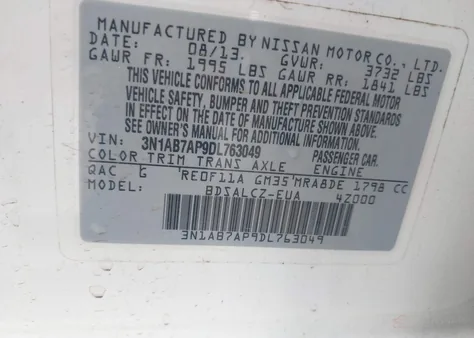 MANUFACTURED BY NISSAN MOTOR CO., LTD.
DATE: 08/13 GVWR: 3732 LBS
GAWR FR: 1995 LBS GAWR RR: 1841 LBS
THIS VEHICLE CONFORMS TO ALL APPLICABLE FEDERAL MOTOR
VEHICLE SAFETY, BUMPER AND THEFT PREVENTION STANDARDS
IN EFFECT ON THE DATE OF MANUFACTURE SHOWN ABOVE.
SEE OWNER'S MANUAL FOR ADDITIONAL INFORMATION
VIN: 3N1AB7AP9DL763049 PASSENGER CAR
COLOR TRIM TRANS AXLE ENGINE
QAC G RE0F11A GM35 MRA8DE 1798 CC
MODEL: BDSALCZ-EUA 4Z000
3N1AB7AP9DL763049